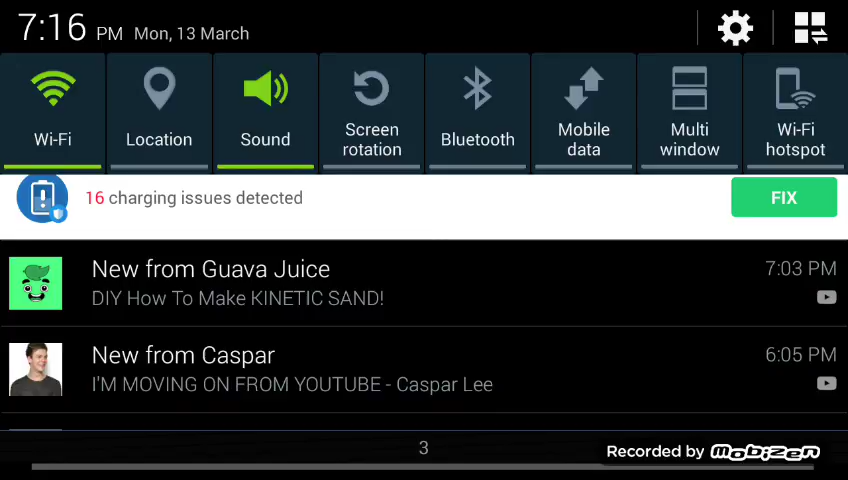 7:16 PM Mon, 13 March
Wi-Fi Location Sound Screen rotation Bluetooth Mobile data Multi window Wi-Fi hotspot
16 charging issues detected FIX
New from Guava Juice 7:03 PM
DIY How To Make KINETIC SAND!
New from Caspar 6:05 PM
I'M MOVING ON FROM YOUTUBE - Caspar Lee
3
Recorded by mobizen